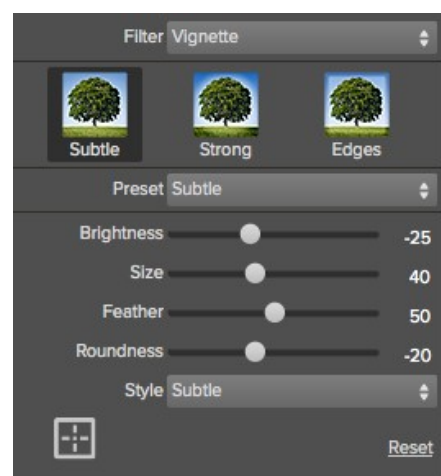 Filter Vignette
Subtle Strong Edges
Preset Subtle
Brightness -25
Size 40
Feather 50
Roundness -20
Style Subtle
Reset